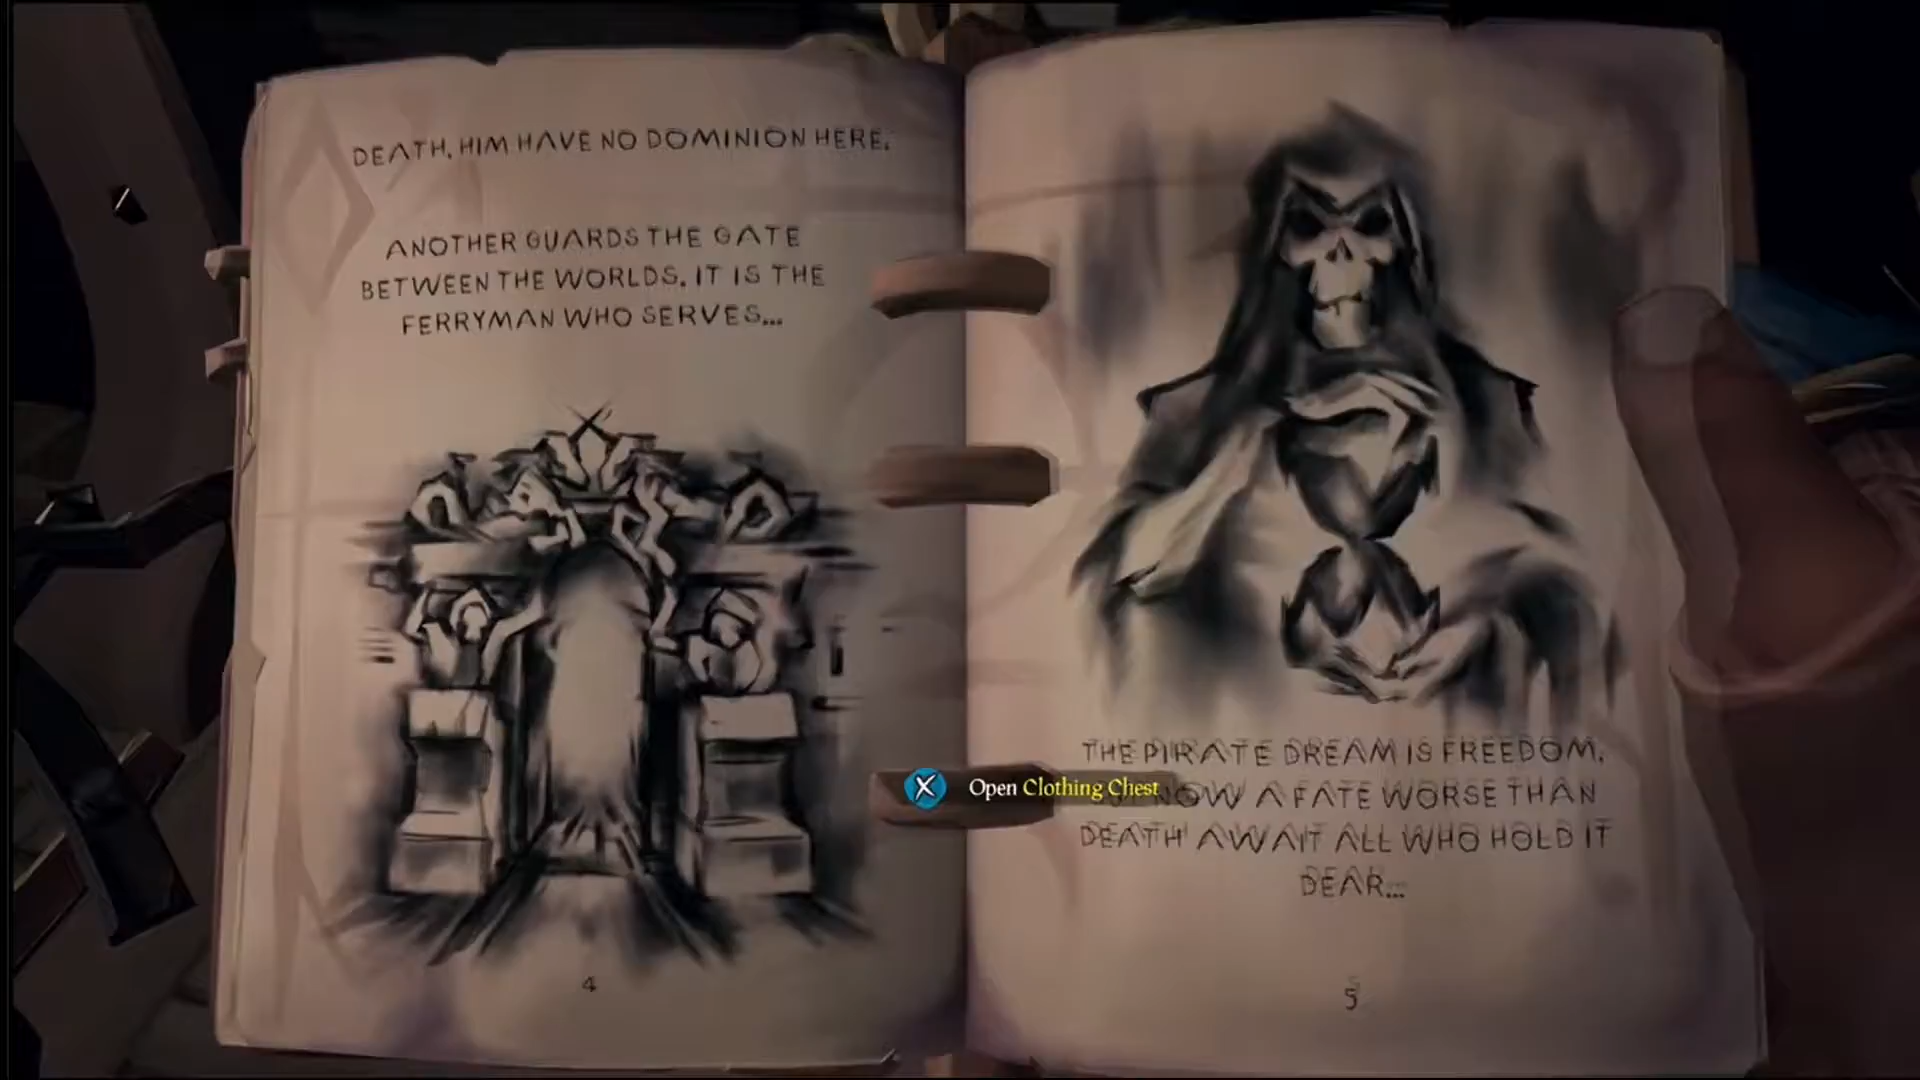 DEATH, HIM HAVE NO DOMINION HERE.
ANOTHER GUARDS THE GATE
BETWEEN THE WORLDS. IT IS THE
FERRYMAN WHO SERVES...
4
THE PIRATE DREAM IS FREEDOM.
NOW A FATE WORSE THAN
DEATH AWAIT ALL WHO HOLD IT
DEAR...
5
X Open Clothing Chest